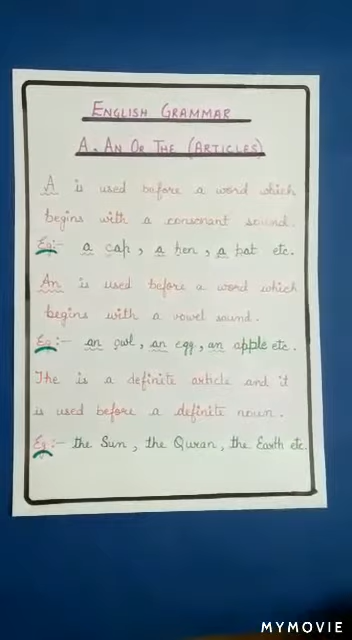 ENGLISH GRAMMAR
A, AN OR THE (ARTICLES)
A is used before a word which
begins with a consonant sound.
Eg:- a cap, a hen, a bat etc.
An is used before a word which
begins with a vowel sound.
Eg:- an owl, an egg, an apple etc.
The is a definite article and it
is used before a definite noun.
Eg:- the Sun, the Quran, the Earth etc.
MYMOVIE